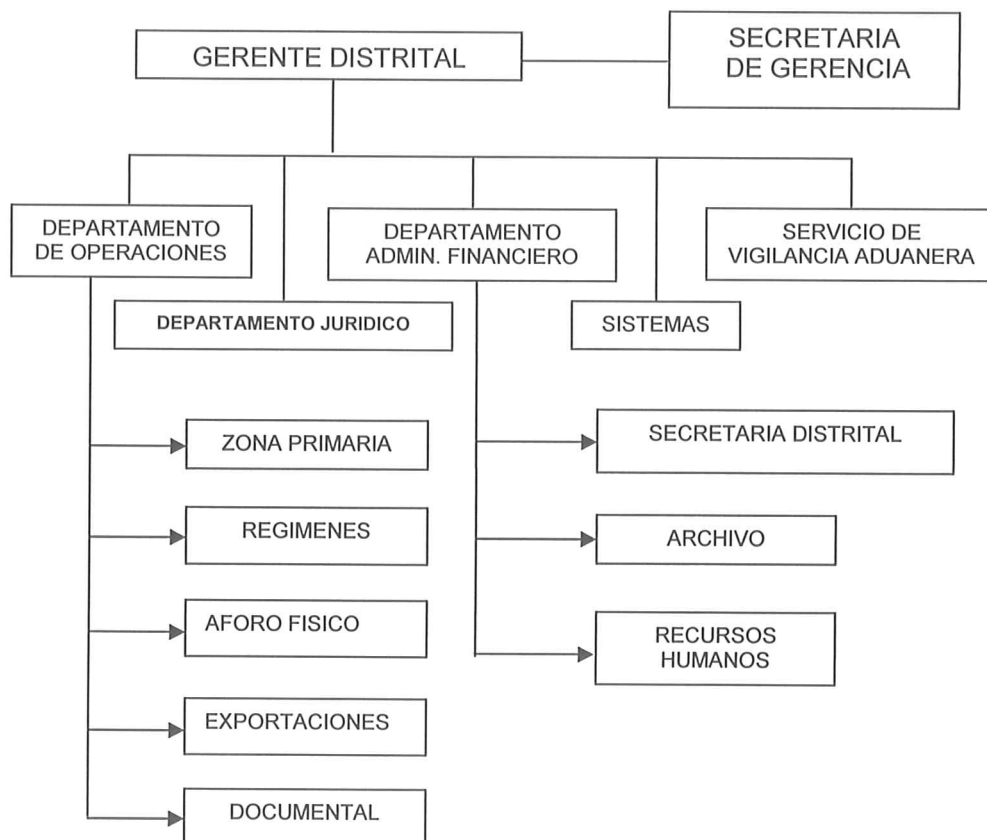 GERENTE DISTRITAL
SECRETARIA
DE GERENCIA
DEPARTAMENTO
DE OPERACIONES
DEPARTAMENTO
ADMIN. FINANCIERO
SERVICIO DE
VIGILANCIA ADUANERA
DEPARTAMENTO JURIDICO
SISTEMAS
ZONA PRIMARIA
SECRETARIA DISTRITAL
REGIMENES
ARCHIVO
AFORO FISICO
RECURSOS
HUMANOS
EXPORTACIONES
DOCUMENTAL